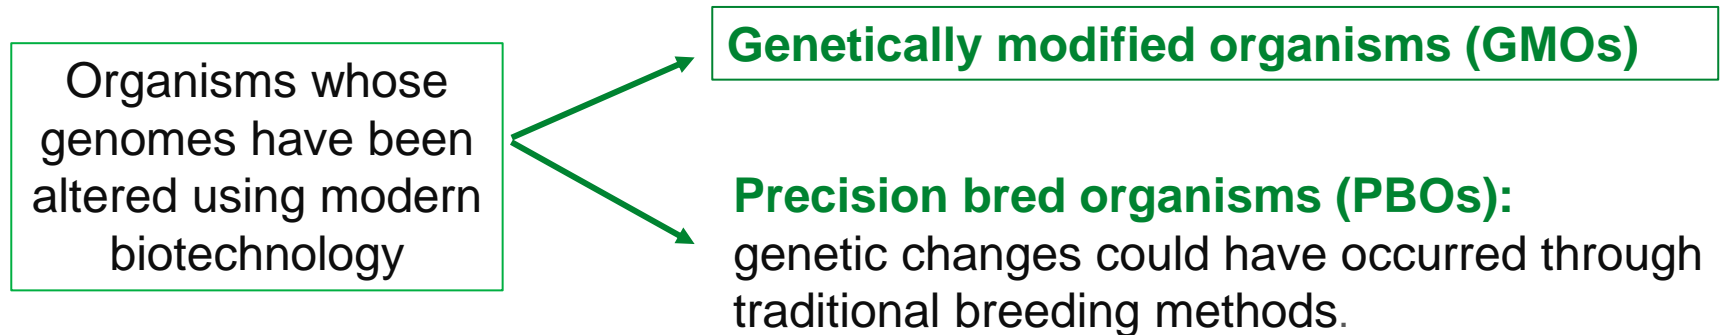 Organisms whose
genomes have been
altered using modern
biotechnology
Genetically modified organisms (GMOs)
Precision bred organisms (PBOs):
genetic changes could have occurred through
traditional breeding methods.